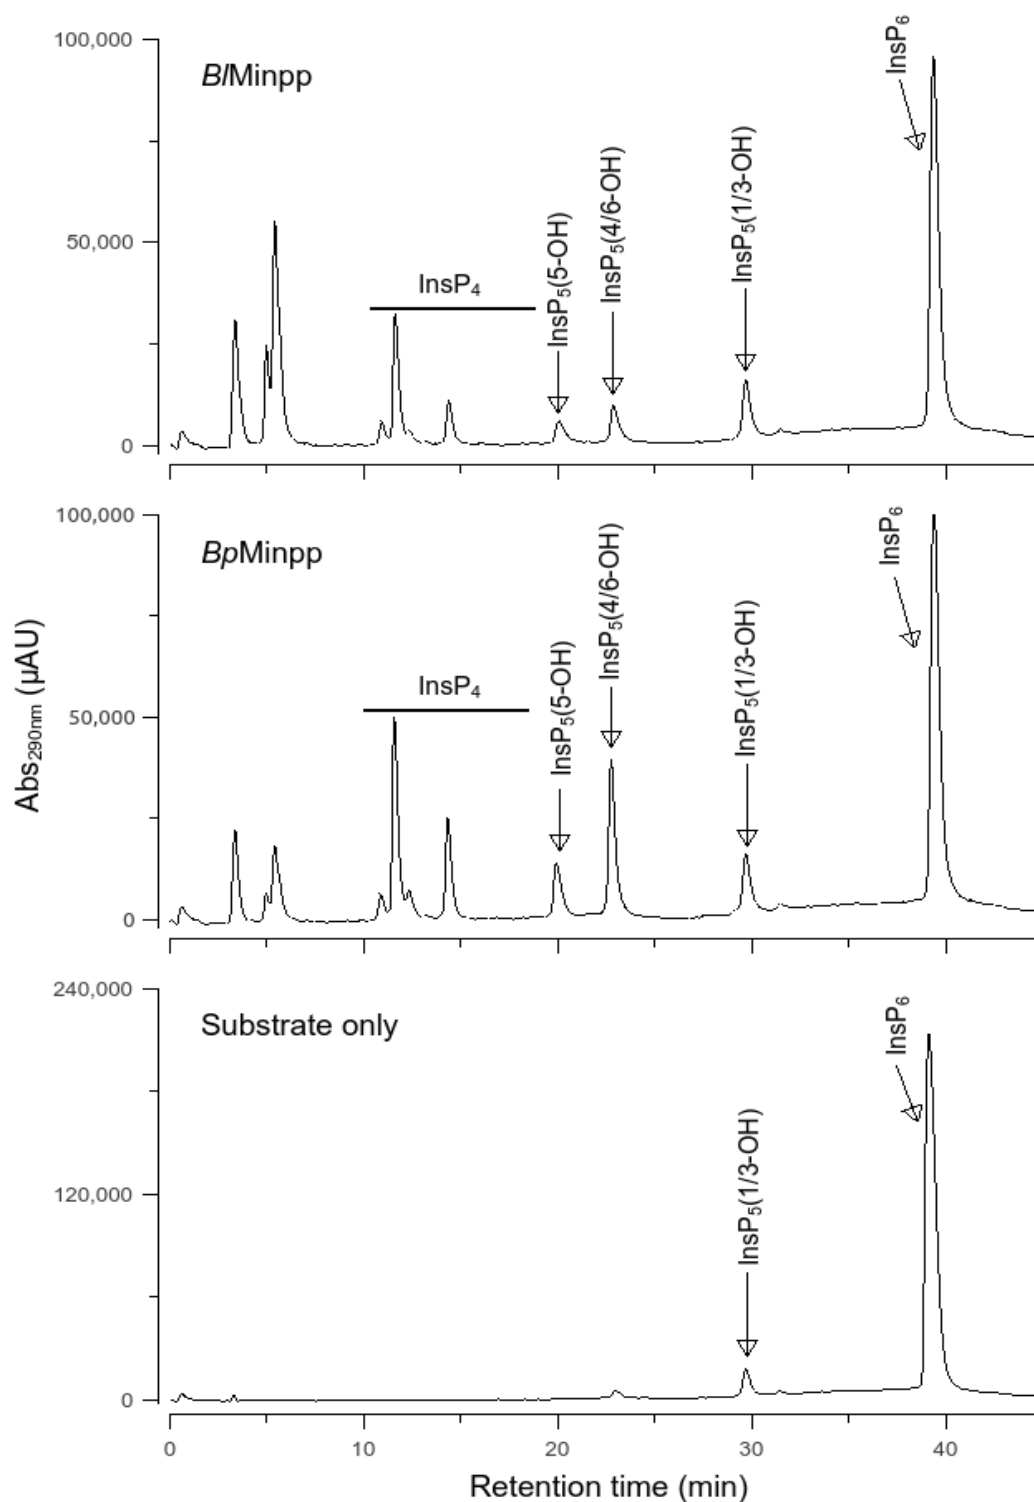 100,000
50,000
0
BlMinpp
InsP4
InsP5(5-OH)
InsP5(4/6-OH)
InsP5(1/3-OH)
InsP6
100,000
50,000
0
BpMinpp
InsP4
InsP5(5-OH)
InsP5(4/6-OH)
InsP5(1/3-OH)
InsP6
Abs290nm (µAU)
240,000
120,000
0
Substrate only
InsP5(1/3-OH)
InsP6
0 10 20 30 40
Retention time (min)